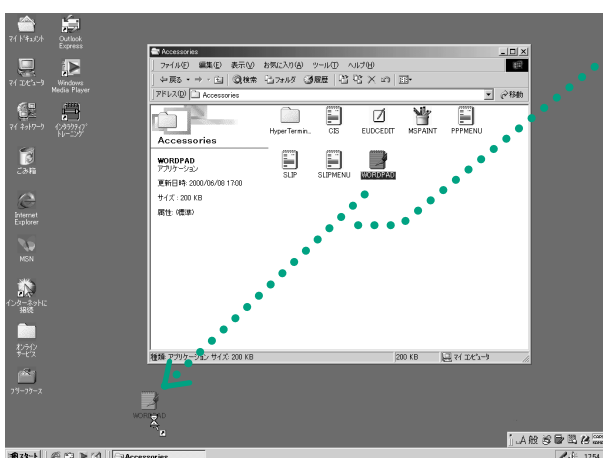 マイ ドキュメント
Outlook
Express
マイ コンピュータ
Windows
Media Player
マイ ネットワーク
インタラクティブ
トレーニング
ごみ箱
Internet
Explorer
MSN
インターネットに
接続
オンライン
サービス
フリーフケース
Accessories
ファイル(F) 編集(E) 表示(V) お気に入り(A) ツール(T) ヘルプ(H)
戻る 検索 フォルダ 履歴
アドレス(D) Accessories 移動
Accessories
WORDPAD
アプリケーション
更新日時: 2000/06/08 17:00
サイズ: 200 KB
属性: (標準)
HyperTermin... CIS EUDCEDIT MSPAINT PPPMENU
SLIP SLIPMENU WORDPAD
種類: アプリケーション サイズ: 200 KB 200 KB マイ コンピュータ
WORDPAD
A 般
スタート Accessories 17:54